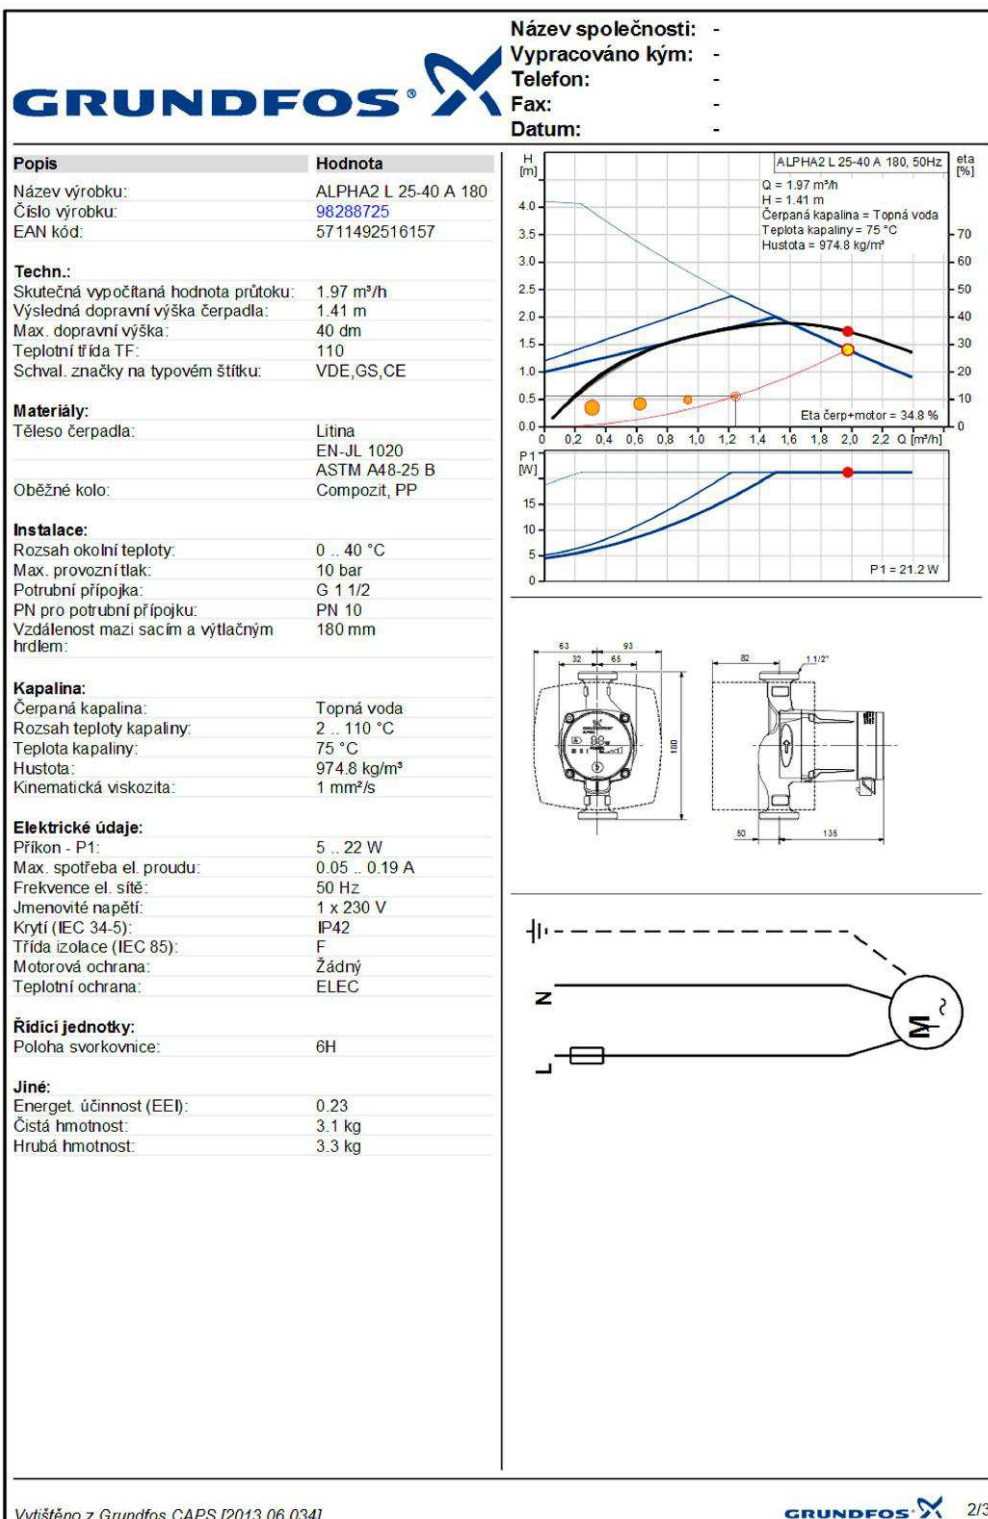 GRUNDFOS
Název společnosti: -
Vypracováno kým: -
Telefon: -
Fax: -
Datum: -
Popis Hodnota
Název výrobku: ALPHA2 L 25-40 A 180
Číslo výrobku: 98288725
EAN kód: 5711492516157
Techn.:
Skutečná vypočítaná hodnota průtoku: 1.97 m³/h
Výsledná dopravní výška čerpadla: 1.41 m
Max. dopravní výška: 40 dm
Teplotní třída TF: 110
Schval. značky na typovém štítku: VDE,GS,CE
Materiály:
Těleso čerpadla: Litina
EN-JL 1020
ASTM A48-25 B
Oběžné kolo: Compozit, PP
Instalace:
Rozsah okolní teploty: 0 .. 40 °C
Max. provozní tlak: 10 bar
Potrubní přípojka: G 1 1/2
PN pro potrubní přípojku: PN 10
Vzdálenost mazi sacím a výtlačným 180 mm
hrdlem:
Kapalina:
Čerpaná kapalina: Topná voda
Rozsah teploty kapaliny: 2 .. 110 °C
Teplota kapaliny: 75 °C
Hustota: 974.8 kg/m³
Kinematická viskozita: 1 mm²/s
Elektrické údaje:
Příkon - P1: 5 .. 22 W
Max. spotřeba el. proudu: 0.05 .. 0.19 A
Frekvence el. sítě: 50 Hz
Jmenovité napětí: 1 x 230 V
Krytí (IEC 34-5): IP42
Třída izolace (IEC 85): F
Motorová ochrana: Žádný
Teplotní ochrana: ELEC
Řídicí jednotky:
Poloha svorkovnice: 6H
Jiné:
Energet. účinnost (EEI): 0.23
Čistá hmotnost: 3.1 kg
Hrubá hmotnost: 3.3 kg
H
[m]
ALPHA2 L 25-40 A 180, 50Hz
eta
[%]
Q = 1.97 m³/h
H = 1.41 m
Čerpaná kapalina = Topná voda
Teplota kapaliny = 75 °C
Hustota = 974.8 kg/m³
4.0
3.5 70
3.0 60
2.5 50
2.0 40
1.5 30
1.0 20
0.5 10
0.0 0
Eta čerp+motor = 34.8 %
0 0,2 0,4 0,6 0,8 1,0 1,2 1,4 1,6 1,8 2,0 2,2 Q [m³/h]
P1
[W]
15
10
5
0
P1 = 21.2 W
63 93
32 65
180
82 1 1/2"
50 135
N
L
M
~
Vytištěno z Grundfos CAPS [2013.06.034]
GRUNDFOS 2/3